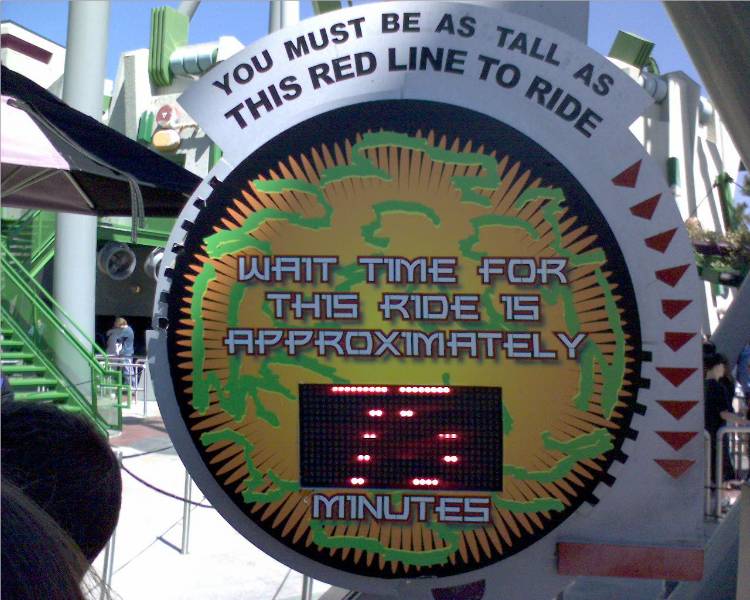 YOU MUST BE AS TALL AS
THIS RED LINE TO RIDE
WAIT TIME FOR
THIS RIDE IS
APPROXIMATELY
75
MINUTES